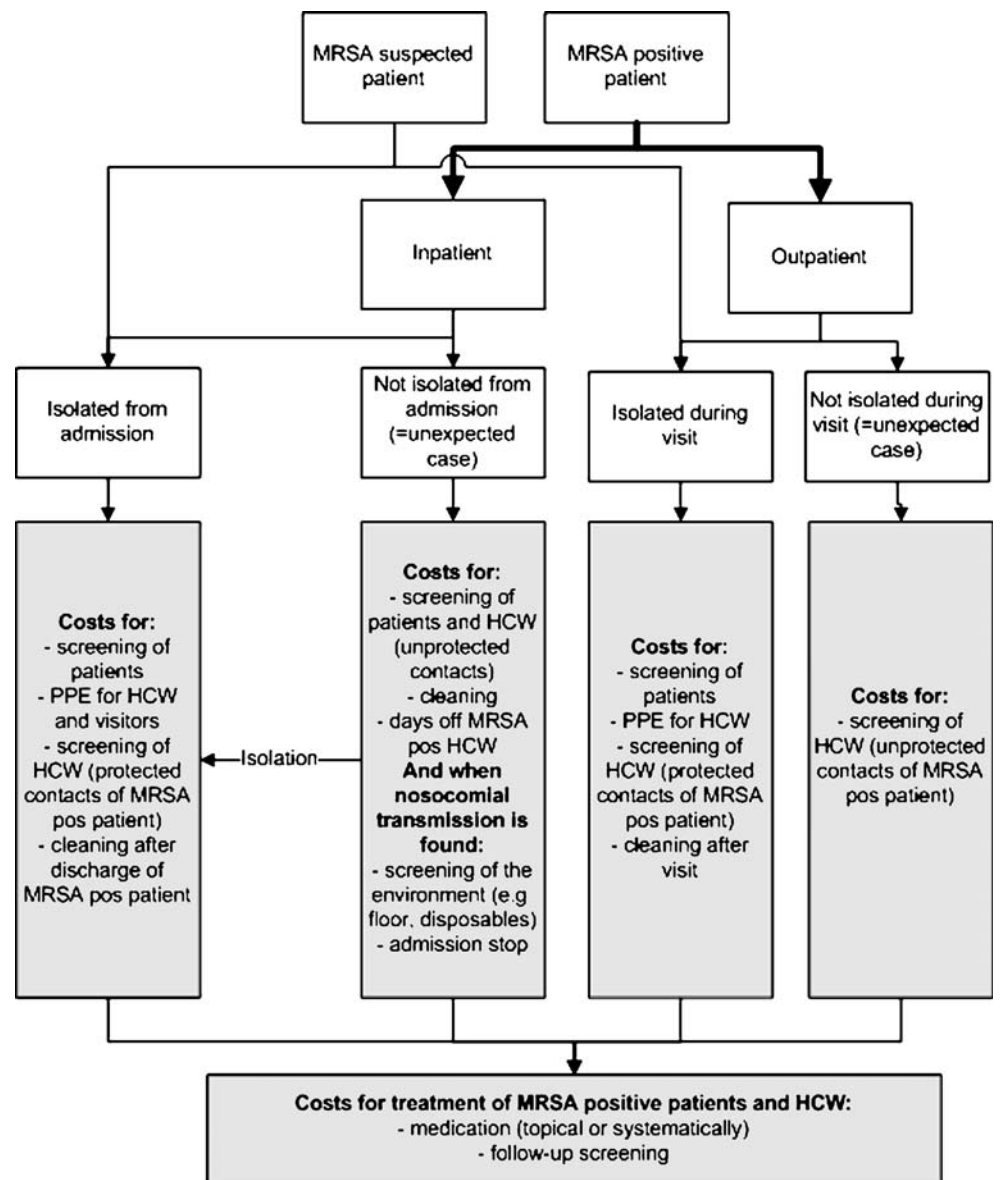 MRSA suspected
patient
MRSA positive
patient
Inpatient
Outpatient
Isolated from
admission
Not isolated from
admission
(=unexpected
case)
Isolated during
visit
Not isolated during
visit (=unexpected
case)
Costs for:
- screening of
patients
- PPE for HCW
and visitors
- screening of
HCW (protected
contacts of MRSA
pos patient)
- cleaning after
discharge of
MRSA pos patient
Isolation
Costs for:
- screening of
patients and HCW
(unprotected
contacts)
- cleaning
- days off MRSA
pos HCW
And when
nosocomial
transmission is
found:
- screening of the
environment (e.g
floor, disposables)
- admission stop
Costs for:
- screening of
patients
- PPE for HCW
- screening of
HCW (protected
contacts of MRSA
pos patient)
- cleaning after
visit
Costs for:
- screening of
HCW (unprotected
contacts of MRSA
pos patient)
Costs for treatment of MRSA positive patients and HCW:
- medication (topical or systematically)
- follow-up screening